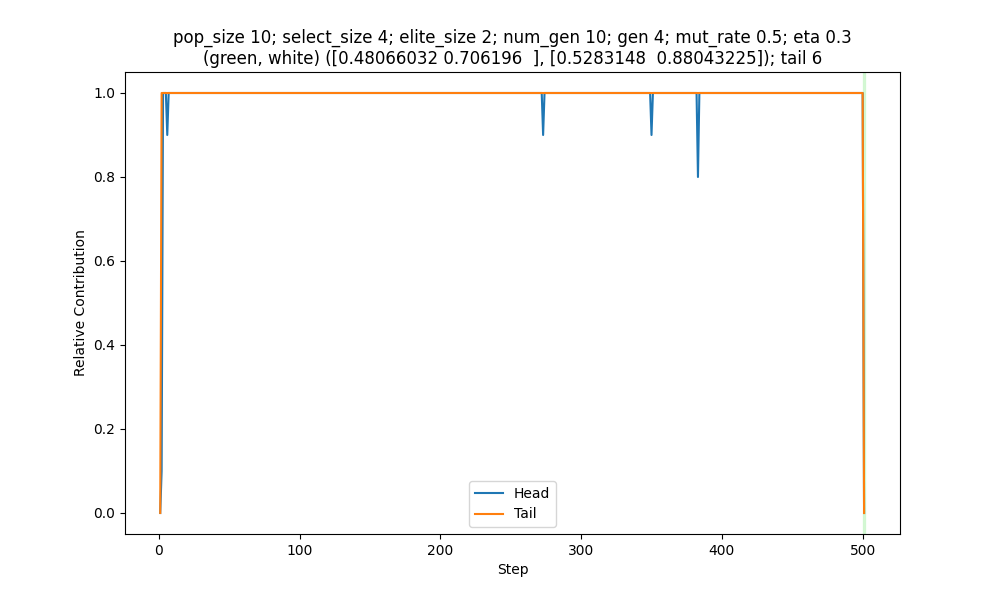 pop_size 10; select_size 4; elite_size 2; num_gen 10; gen 4; mut_rate 0.5; eta 0.3
(green, white) ([0.48066032 0.706196  ], [0.5283148  0.88043225]); tail 6
1.0
0.8
0.6
0.4
0.2
0.0
Relative Contribution
Head
Tail
0
100
200
300
400
500
Step